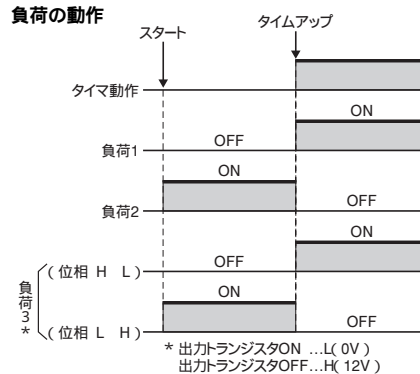 負荷の動作
スタート
タイムアップ
タイマ動作
ON
負荷1
OFF
ON
負荷2
OFF
ON
(位相 H L)
OFF
ON
負荷3*
(位相 L H)
OFF
* 出力トランジスタON …L( 0V )
出力トランジスタOFF…H( 12V )